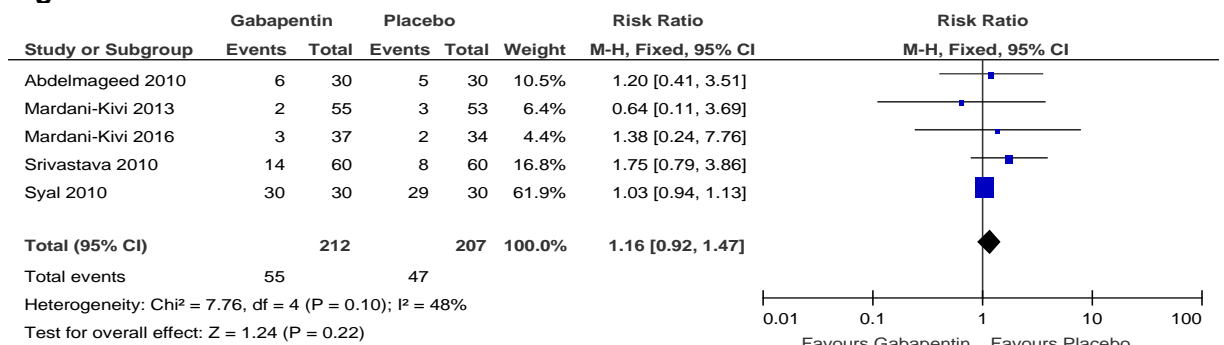 Gabapentin Placebo Risk Ratio Risk Ratio
Study or Subgroup Events Total Events Total Weight M-H, Fixed, 95% CI M-H, Fixed, 95% CI
Abdelmageed 2010 6 30 5 30 10.5% 1.20 [0.41, 3.51]
Mardani-Kivi 2013 2 55 3 53 6.4% 0.64 [0.11, 3.69]
Mardani-Kivi 2016 3 37 2 34 4.4% 1.38 [0.24, 7.76]
Srivastava 2010 14 60 8 60 16.8% 1.75 [0.79, 3.86]
Syal 2010 30 30 29 30 61.9% 1.03 [0.94, 1.13]
Total (95% CI) 212 207 100.0% 1.16 [0.92, 1.47]
Total events 55 47
Heterogeneity: Chi² = 7.76, df = 4 (P = 0.10); I² = 48%
Test for overall effect: Z = 1.24 (P = 0.22)
0.01 0.1 1 10 100
Favours Gabapentin Favours Placebo